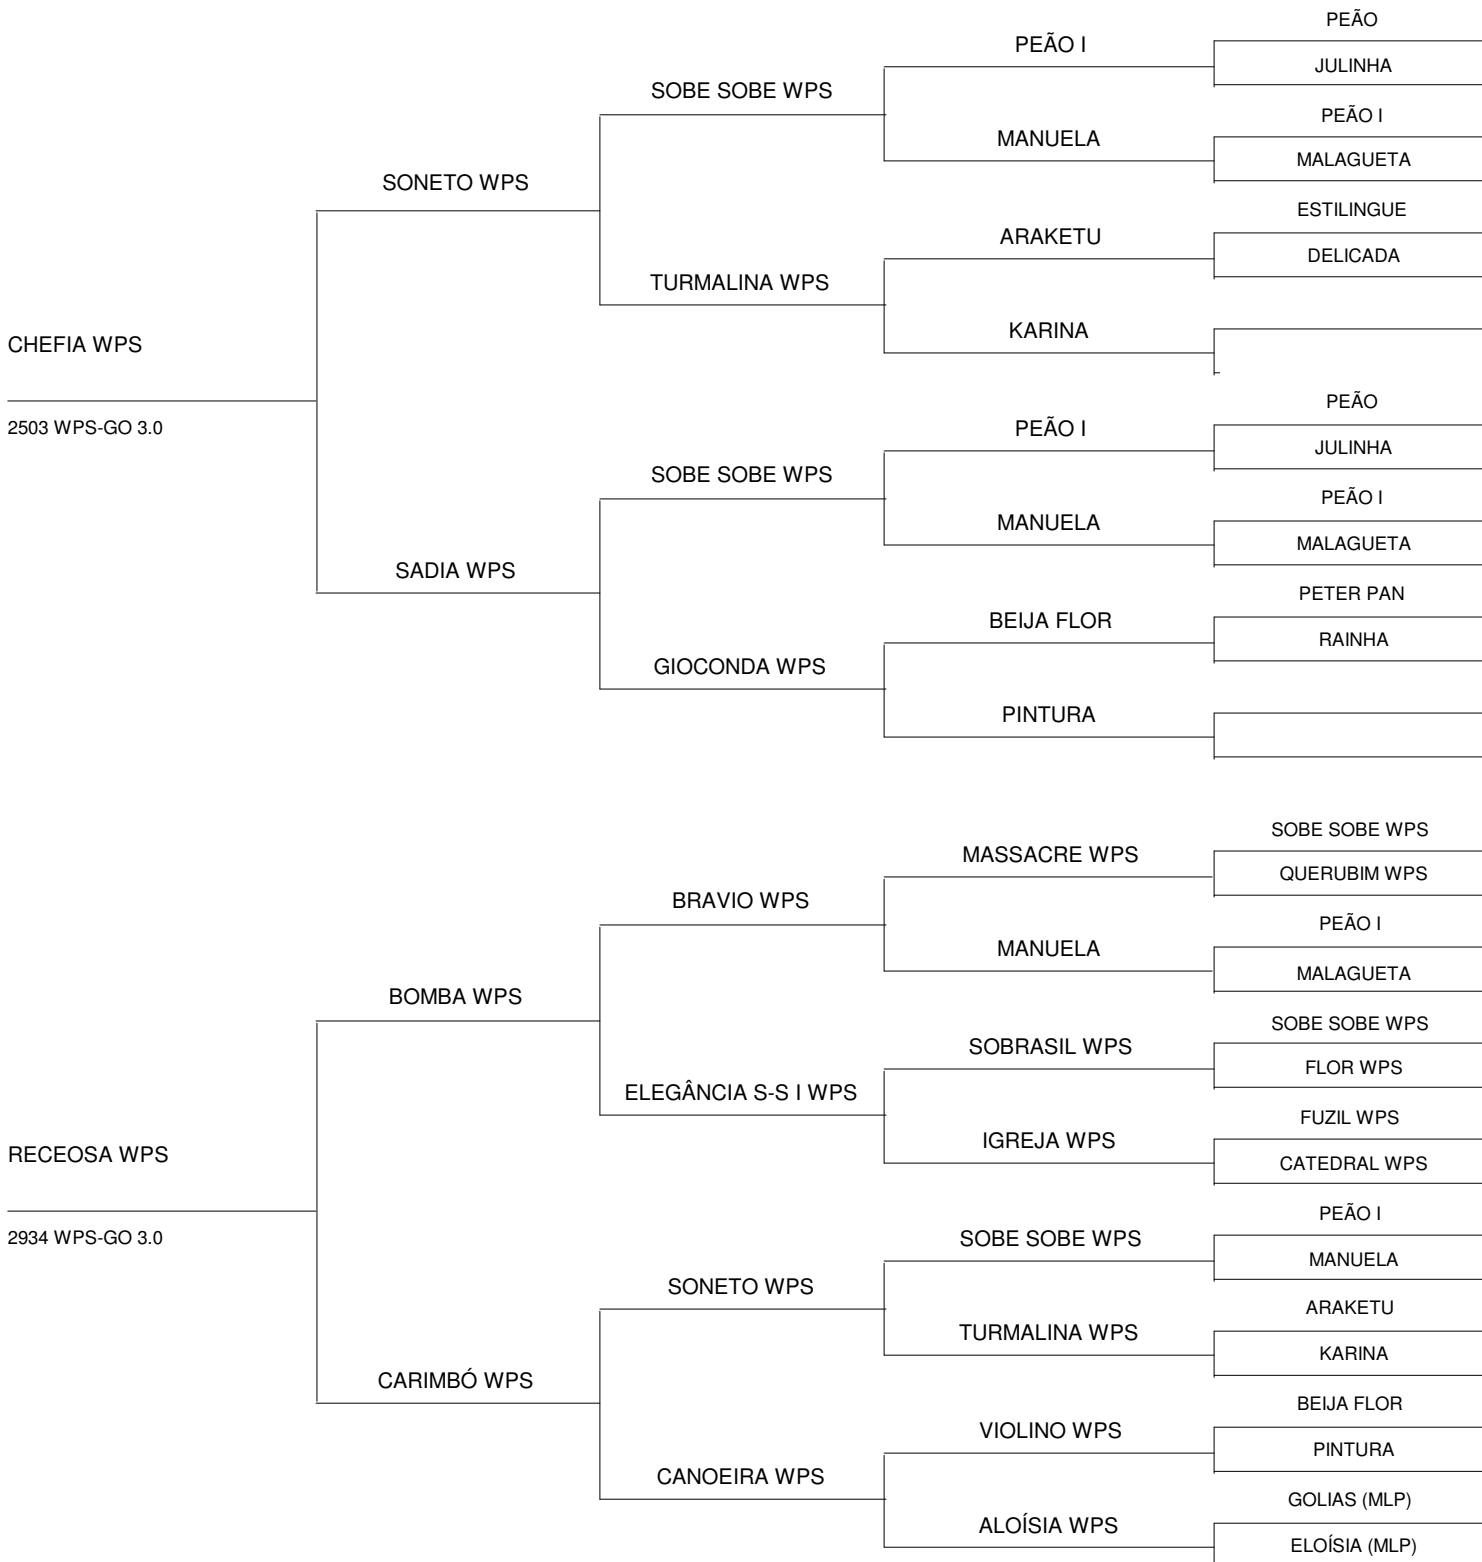 PEÃO
PEÃO I
JULINHA
SOBE SOBE WPS
PEÃO I
MANUELA
MALAGUETA
SONETO WPS
ESTILINGUE
ARAKETU
DELICADA
TURMALINA WPS
KARINA
CHEFIA WPS
PEÃO
2503 WPS-GO 3.0
PEÃO I
JULINHA
SOBE SOBE WPS
PEÃO I
MANUELA
MALAGUETA
SADIA WPS
PETER PAN
BEIJA FLOR
RAINHA
GIOCONDA WPS
PINTURA
SOBE SOBE WPS
MASSACRE WPS
QUERUBIM WPS
BRAVIO WPS
PEÃO I
MANUELA
MALAGUETA
BOMBA WPS
SOBE SOBE WPS
SOBRASIL WPS
FLOR WPS
ELEGÂNCIA S-S I WPS
FUZIL WPS
IGREJA WPS
CATEDRAL WPS
RECEOSA WPS
PEÃO I
2934 WPS-GO 3.0
SOBE SOBE WPS
MANUELA
SONETO WPS
ARAKETU
TURMALINA WPS
KARINA
CARIMBÓ WPS
BEIJA FLOR
VIOLINO WPS
PINTURA
CANOEIRA WPS
GOLIAS (MLP)
ALOÍSIA WPS
ELOÍSIA (MLP)